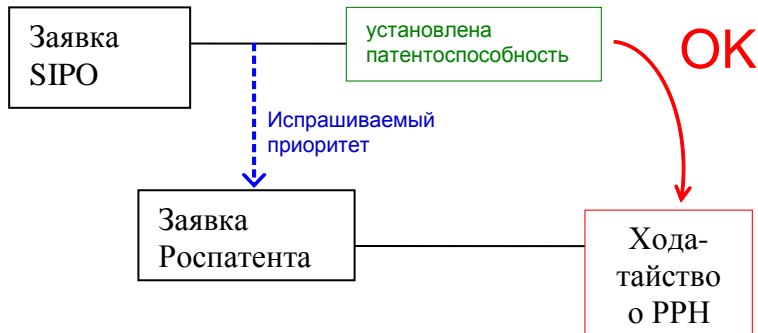 Заявка
SIPO
установлена
патентоспособность
OK
Испрашиваемый
приоритет
Заявка
Роспатента
Хода-
тайство
о PPH